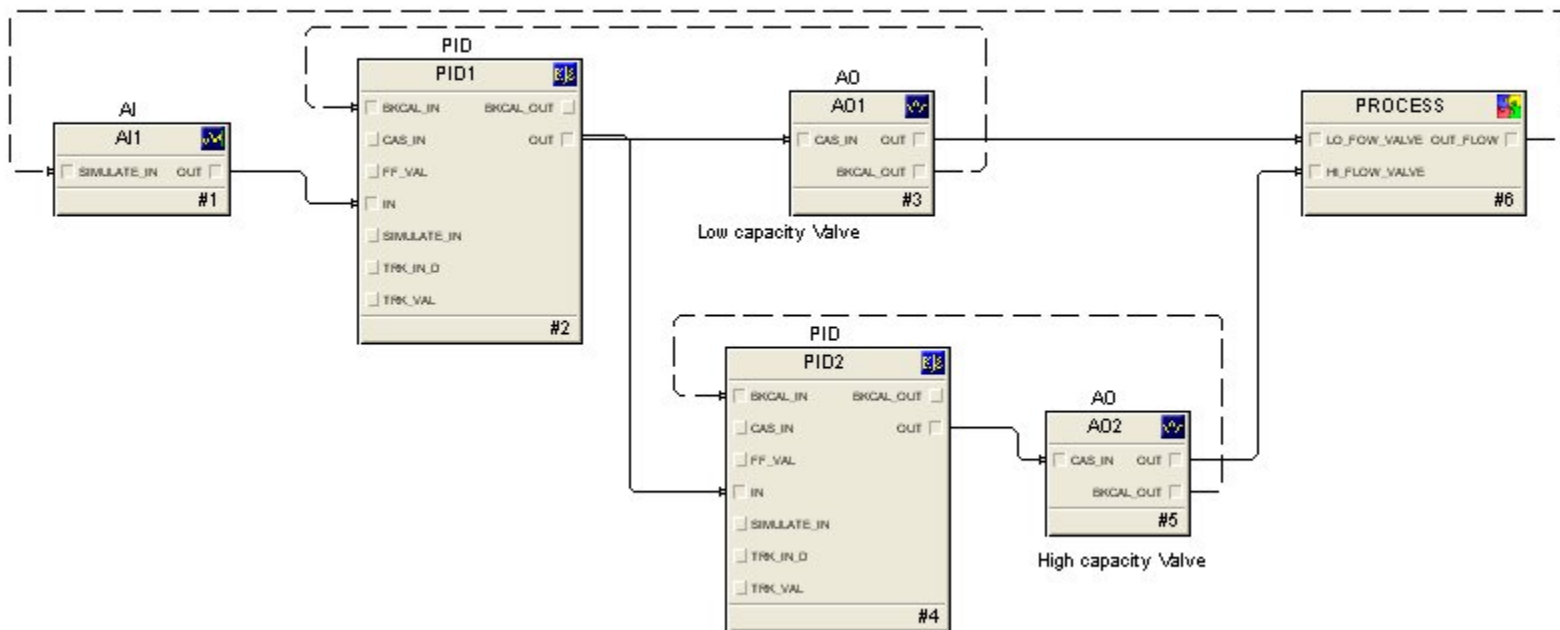 AI
AI1
SIMULATE_IN OUT
#1
PID
PID1
BKCAL_IN BKCAL_OUT
CAS_IN OUT
FF_VAL
IN
SIMULATE_IN
TRK_IN_D
TRK_VAL
#2
AO
AO1
CAS_IN OUT
BKCAL_OUT
#3
Low capacity Valve
PROCESS
LO_FOW_VALVE OUT_FLOW
HI_FLOW_VALVE
#6
PID
PID2
BKCAL_IN BKCAL_OUT
CAS_IN OUT
FF_VAL
IN
SIMULATE_IN
TRK_IN_D
TRK_VAL
#4
AO
AO2
CAS_IN OUT
BKCAL_OUT
#5
High capacity Valve